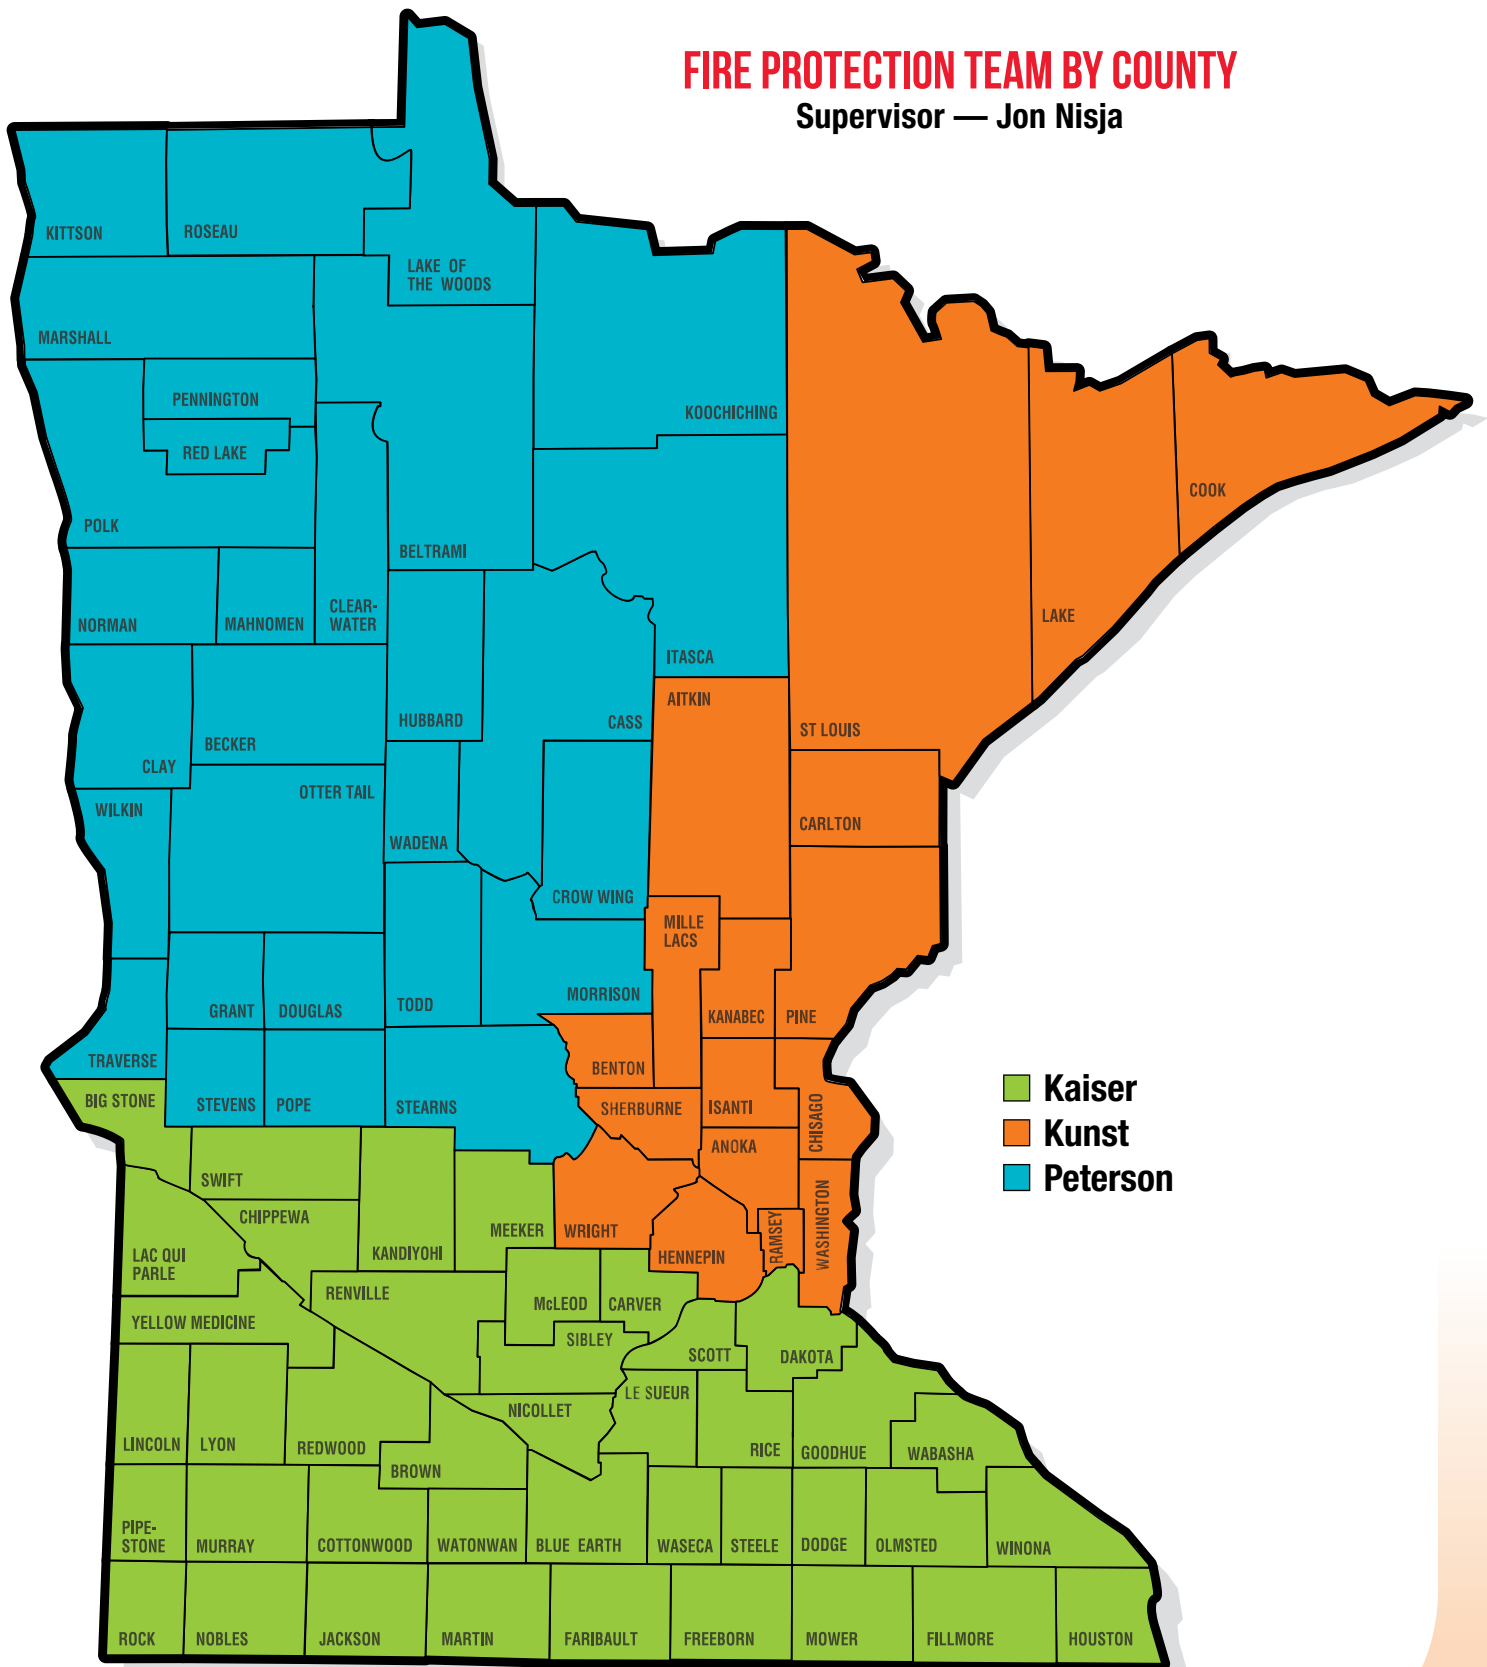 FIRE PROTECTION TEAM BY COUNTY
Supervisor — Jon Nisja
KITTSON
ROSEAU
LAKE OF
THE WOODS
MARSHALL
PENNINGTON
KOOCHICHING
RED LAKE
COOK
POLK
BELTRAMI
CLEAR-
WATER
NORMAN
MAHNOMEN
LAKE
ITASCA
AITKIN
HUBBARD
CASS
ST LOUIS
BECKER
CLAY
OTTER TAIL
WILKIN
CARLTON
WADENA
CROW WING
MILLE
LACS
MORRISON
GRANT
DOUGLAS
TODD
KANABEC
PINE
TRAVERSE
BENTON
BIG STONE
STEVENS
POPE
STEARNS
SHERBURNE
ISANTI
CHISAGO
ANOKA
Kaiser
Kunst
Peterson
SWIFT
CHIPPEWA
MEEKER
WRIGHT
HENNEPIN
RAMSEY
WASHINGTON
LAC QUI
PARLE
KANDIYOHI
RENVILLE
McLEOD
CARVER
YELLOW MEDICINE
SIBLEY
SCOTT
DAKOTA
LE SUEUR
NICOLLET
LINCOLN
LYON
REDWOOD
RICE
GOODHUE
WABASHA
BROWN
PIPE-
STONE
MURRAY
COTTONWOOD
WATONWAN
BLUE EARTH
WASECA
STEELE
DODGE
OLMSTED
WINONA
ROCK
NOBLES
JACKSON
MARTIN
FARIBAULT
FREEBORN
MOWER
FILLMORE
HOUSTON